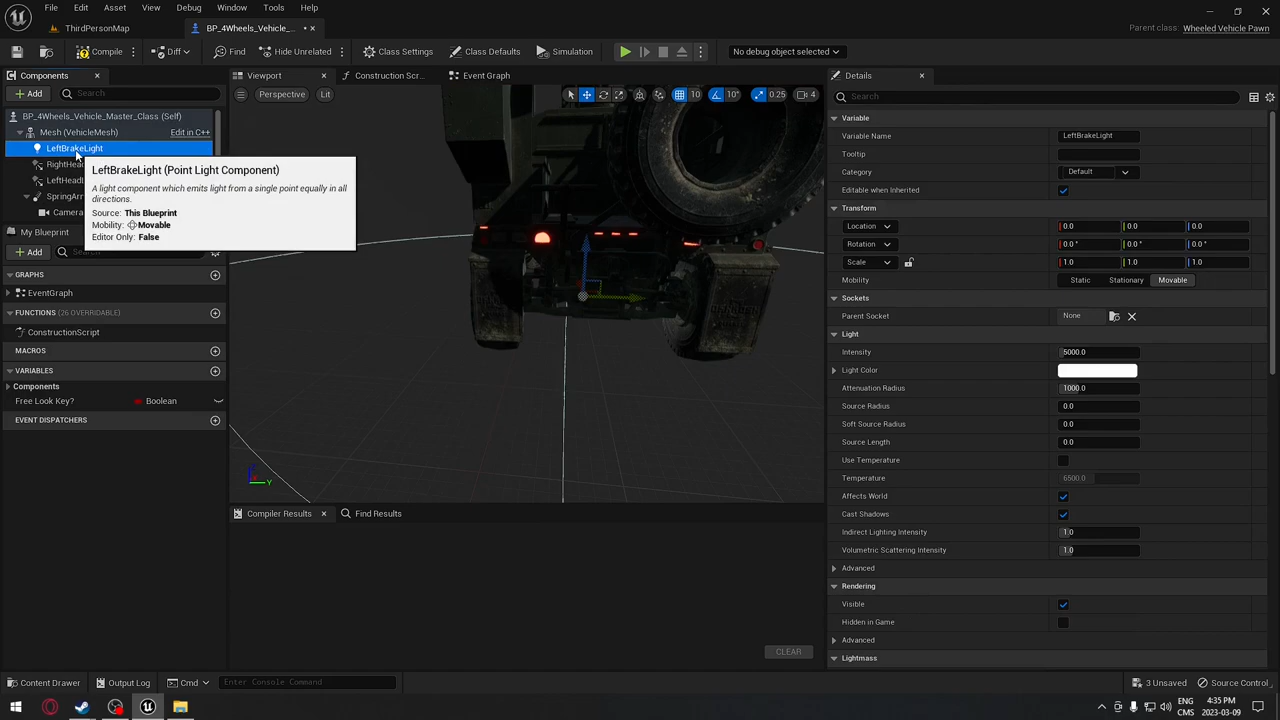 File Edit Asset View Debug Window Tools Help
ThirdPersonMap
BP_4Wheels_Vehicle_...
Parent class: Wheeled Vehicle Pawn
Compile
Diff
Find
Hide Unrelated
Class Settings
Class Defaults
Simulation
No debug object selected
Components
Viewport
Construction Scr...
Event Graph
Details
Add
Search
Perspective
Lit
10
10°
0.25
4
Search
BP_4Wheels_Vehicle_Master_Class (Self)
Mesh (VehicleMesh)
Edit in C++
LeftBrakeLight
RightHead
LeftHeadL
SpringArr
Camera
LeftBrakeLight (Point Light Component)
A light component which emits light from a single point equally in all
directions.
Source: This Blueprint
Mobility: Movable
Editor Only: False
My Blueprint
Add
Search
GRAPHS
EventGraph
FUNCTIONS (26 OVERRIDABLE)
ConstructionScript
MACROS
VARIABLES
Components
Free Look Key?
Boolean
EVENT DISPATCHERS
Z
Y
Variable
Variable Name
LeftBrakeLight
Tooltip
Category
Default
Editable when Inherited
Transform
Location
0.0
0.0
0.0
Rotation
0.0°
0.0°
0.0°
Scale
1.0
1.0
1.0
Mobility
Static
Stationary
Movable
Sockets
Parent Socket
None
Light
Intensity
5000.0
Light Color
Attenuation Radius
1000.0
Source Radius
0.0
Soft Source Radius
0.0
Source Length
0.0
Use Temperature
Temperature
6500.0
Affects World
Cast Shadows
Indirect Lighting Intensity
1.0
Volumetric Scattering Intensity
1.0
Advanced
Rendering
Visible
Hidden in Game
Advanced
Lightmass
Compiler Results
Find Results
CLEAR
Content Drawer
Output Log
Cmd
Enter Console Command
3 Unsaved
Source Control
ENG
CMS
4:35 PM
2023-03-09